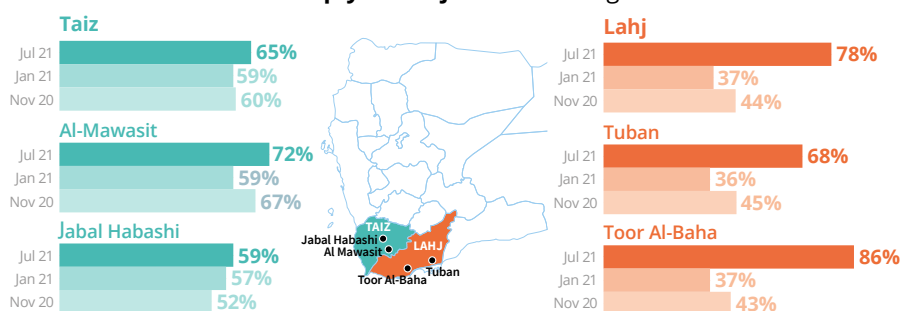 Taiz
Jul 21 65%
Jan 21 59%
Nov 20 60%
Al-Mawasit
Jul 21 72%
Jan 21 59%
Nov 20 67%
Jabal Habashi
Jul 21 59%
Jan 21 57%
Nov 20 52%
TAIZ
LAHJ
Jabal Habashi
Al Mawasit
Tuban
Toor Al-Baha
Lahj
Jul 21 78%
Jan 21 37%
Nov 20 44%
Tuban
Jul 21 68%
Jan 21 36%
Nov 20 45%
Toor Al-Baha
Jul 21 86%
Jan 21 37%
Nov 20 43%